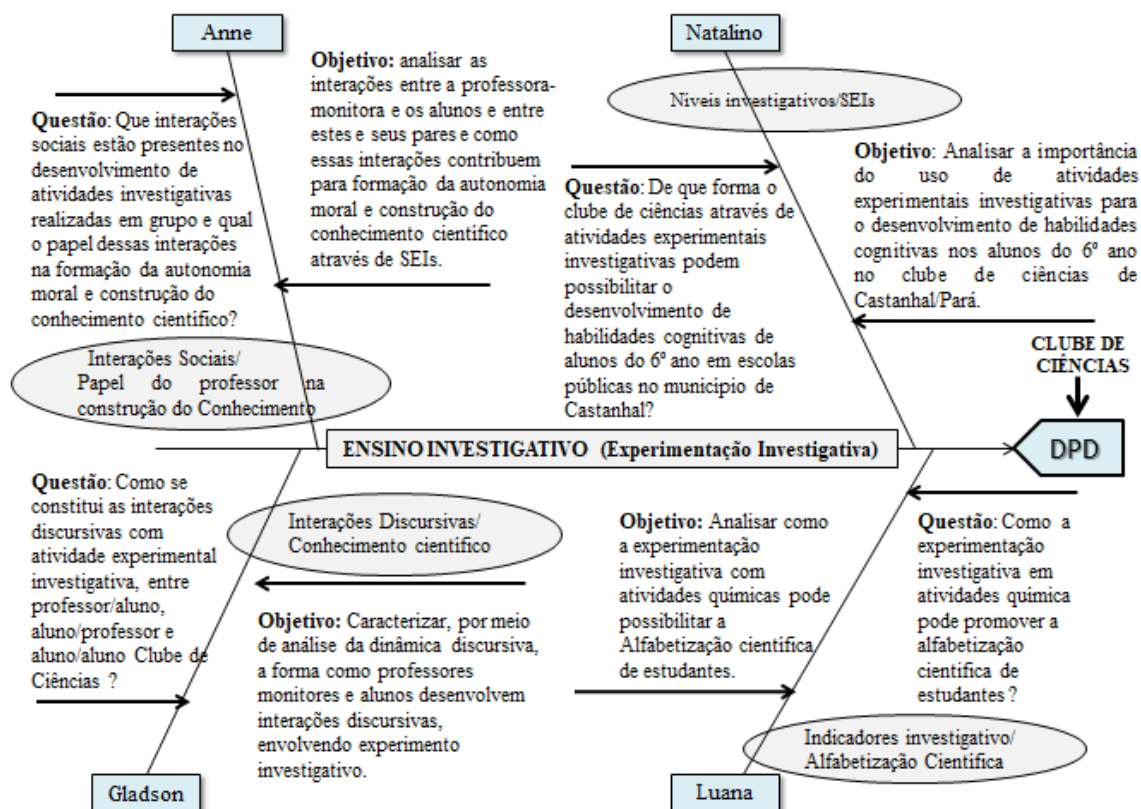 Anne
Questão: Que interações
sociais estão presentes no
desenvolvimento de
atividades investigativas
realizadas em grupo e qual
o papel dessas interações
na formação da autonomia
moral e construção do
conhecimento científico?
Objetivo: analisar as
interações entre a professora-
monitora e os alunos e entre
estes e seus pares e como
essas interações contribuem
para formação da autonomia
moral e construção do
conhecimento científico
através de SEIs.
Interações Sociais/
Papel do professor na
construção do Conhecimento
Natalino
Níveis investigativos/SEIs
Questão: De que forma o
clube de ciências através de
atividades experimentais
investigativas podem
possibilitar o
desenvolvimento de
habilidades cognitivas de
alunos do 6º ano em escolas
públicas no município de
Castanhal?
Objetivo: Analisar a importância
do uso de atividades
experimentais investigativas para
o desenvolvimento de habilidades
cognitivas nos alunos do 6º ano
no clube de ciências de
Castanhal/Pará.
CLUBE DE
CIÊNCIAS
ENSINO INVESTIGATIVO (Experimentação Investigativa)
DPD
Questão: Como se
constitui as interações
discursivas com
atividade experimental
investigativa, entre
professor/aluno,
aluno/professor e
aluno/aluno Clube de
Ciências ?
Interações Discursivas/
Conhecimento científico
Objetivo: Caracterizar, por meio
de análise da dinâmica discursiva,
a forma como professores
monitores e alunos desenvolvem
interações discursivas,
envolvendo experimento
investigativo.
Gladson
Objetivo: Analisar como
a experimentação
investigativa com
atividades químicas pode
possibilitar a
Alfabetização científica
de estudantes.
Questão: Como a
experimentação
investigativa em
atividades química
pode promover a
alfabetização
científica de
estudantes ?
Indicadores investigativo/
Alfabetização Científica
Luana